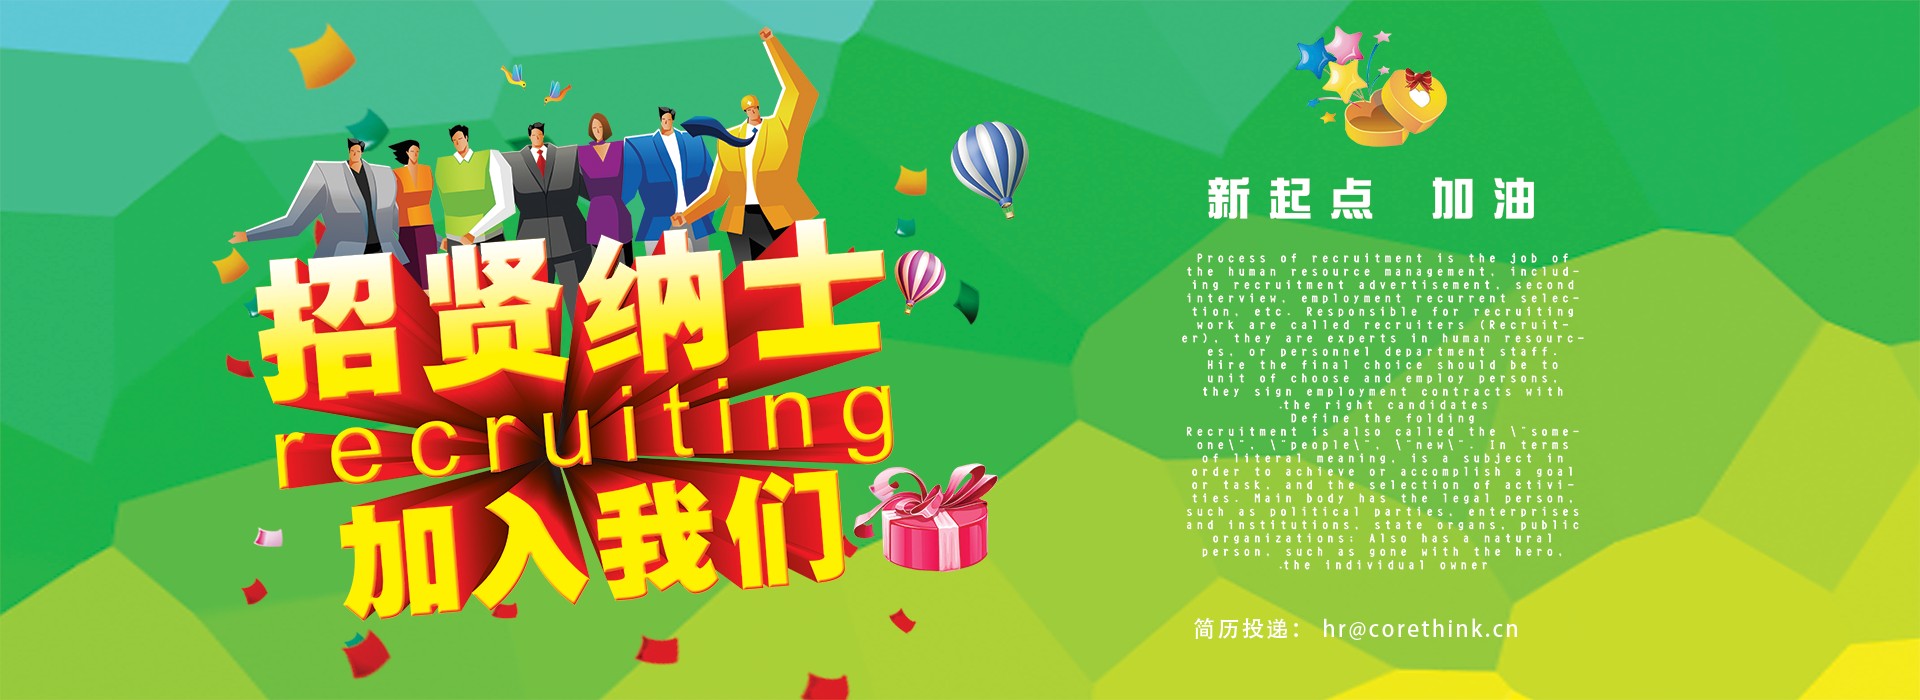 招贤纳士
recruiting
加入我们
新起点 加油
Process of recruitment is the job of
the human resource management, includ-
ing recruitment advertisement, second
interview, employment recurrent selec-
tion, etc. Responsible for recruiting
work are called recruiters (Recruit-
er), they are experts in human resourc-
es, or personnel department staff.
Hire the final choice should be to
unit of choose and employ persons,
they sign employment contracts with
.the right candidates
Define the folding
Recruitment is also called the \"some-
one\", \"people\", \"new\". In terms
of literal meaning, is a subject in
order to achieve or accomplish a goal
or task, and the selection of activi-
ties. Main body has the legal person,
such as political parties, enterprises
and institutions, state organs, public
organizations; Also has a natural
person, such as gone with the hero,
.the individual owner
简历投递： hr@corethink.cn